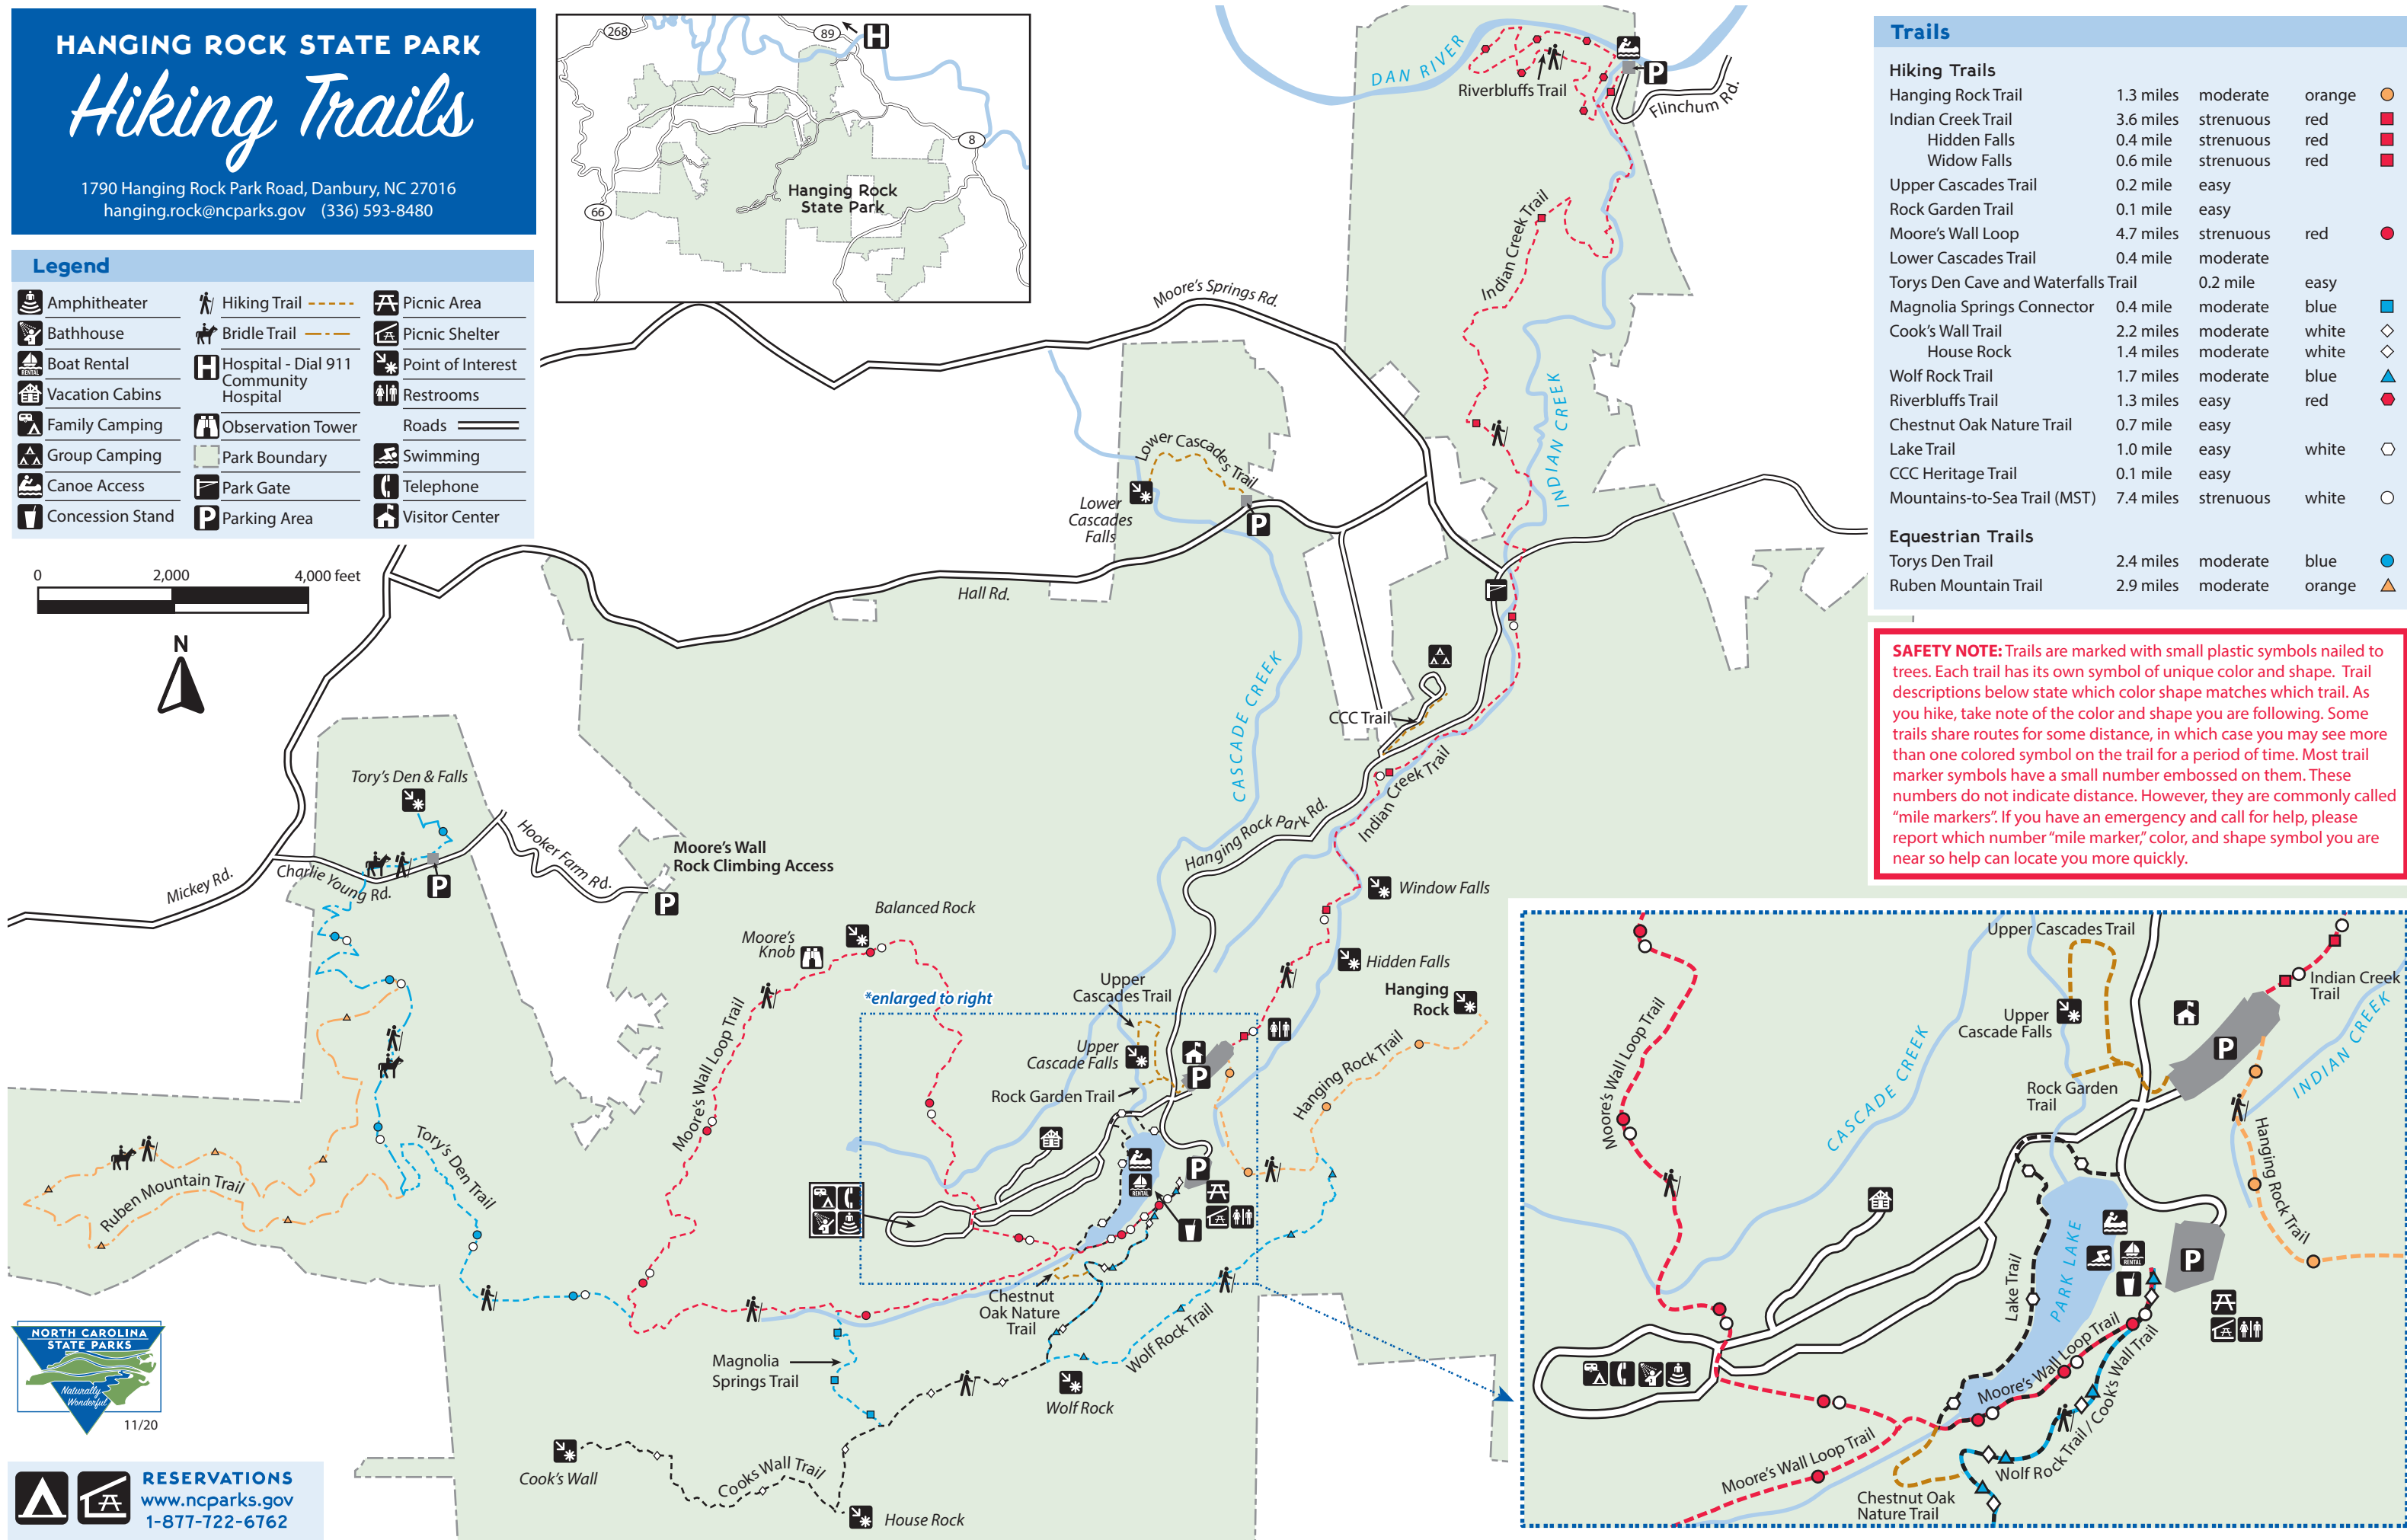 HANGING ROCK STATE PARK
Hiking Trails
1790 Hanging Rock Park Road, Danbury, NC 27016
hanging.rock@ncparks.gov (336) 593-8480
Legend
Amphitheater
Bathhouse
Boat Rental
RENTAL
Vacation Cabins
Family Camping
Group Camping
Canoe Access
Concession Stand
Hiking Trail
Bridle Trail
H
Hospital - Dial 911
Community
Hospital
Observation Tower
Park Boundary
Park Gate
P
Parking Area
Picnic Area
Picnic Shelter
Point of Interest
Restrooms
Roads
Swimming
Telephone
Visitor Center
0 2,000 4,000 feet
N
268
89
H
8
66
Hanging Rock
State Park
DAN RIVER
Riverbluffs Trail
P
Flinchum Rd.
Indian Creek Trail
INDIAN CREEK
Moore's Springs Rd.
Lower Cascades Trail
Lower
Cascades
Falls
P
Hall Rd.
CASCADE CREEK
CCC Trail
Indian Creek Trail
Hanging Rock Park Rd.
Window Falls
Hidden Falls
Hanging
Rock
Hanging Rock Trail
Tory's Den & Falls
Hooker Farm Rd.
Charlie Young Rd.
P
Mickey Rd.
Moore's Wall
Rock Climbing Access
P
Balanced Rock
Moore's
Knob
Moore's Wall Loop Trail
Moore's Wall Loop Trail
*enlarged to right
Upper
Cascades Trail
Upper
Cascade Falls
Rock Garden Trail
P
P
RENTAL
Ruben Mountain Trail
Tory's Den Trail
Chestnut
Oak Nature
Trail
Magnolia
Springs Trail
Wolf Rock Trail
Wolf Rock
Cook's Wall
Cooks Wall Trail
House Rock
NORTH CAROLINA
STATE PARKS
Naturally
Wonderful
11/20
RESERVATIONS
www.ncparks.gov
1-877-722-6762
Trails
Hiking Trails
Hanging Rock Trail 1.3 miles moderate orange
Indian Creek Trail 3.6 miles strenuous red
Hidden Falls 0.4 mile strenuous red
Widow Falls 0.6 mile strenuous red
Upper Cascades Trail 0.2 mile easy
Rock Garden Trail 0.1 mile easy
Moore's Wall Loop 4.7 miles strenuous red
Lower Cascades Trail 0.4 mile moderate
Torys Den Cave and Waterfalls Trail 0.2 mile easy
Magnolia Springs Connector 0.4 mile moderate blue
Cook's Wall Trail 2.2 miles moderate white
House Rock 1.4 miles moderate white
Wolf Rock Trail 1.7 miles moderate blue
Riverbluffs Trail 1.3 miles easy red
Chestnut Oak Nature Trail 0.7 mile easy
Lake Trail 1.0 mile easy white
CCC Heritage Trail 0.1 mile easy
Mountains-to-Sea Trail (MST) 7.4 miles strenuous white
Equestrian Trails
Torys Den Trail 2.4 miles moderate blue
Ruben Mountain Trail 2.9 miles moderate orange
SAFETY NOTE: Trails are marked with small plastic symbols nailed to
trees. Each trail has its own symbol of unique color and shape. Trail
descriptions below state which color shape matches which trail. As
you hike, take note of the color and shape you are following. Some
trails share routes for some distance, in which case you may see more
than one colored symbol on the trail for a period of time. Most trail
marker symbols have a small number embossed on them. These
numbers do not indicate distance. However, they are commonly called
"mile markers". If you have an emergency and call for help, please
report which number "mile marker," color, and shape symbol you are
near so help can locate you more quickly.
Upper Cascades Trail
Indian Creek
Trail
Upper
Cascade Falls
P
INDIAN CREEK
Moore's Wall Loop Trail
CASCADE CREEK
Rock Garden
Trail
Hanging Rock Trail
Lake Trail
PARK LAKE
RENTAL
P
Moore's Wall Loop Trail
Moore's Wall Loop Trail
Wolf Rock Trail / Cook's Wall Trail
Chestnut Oak
Nature Trail